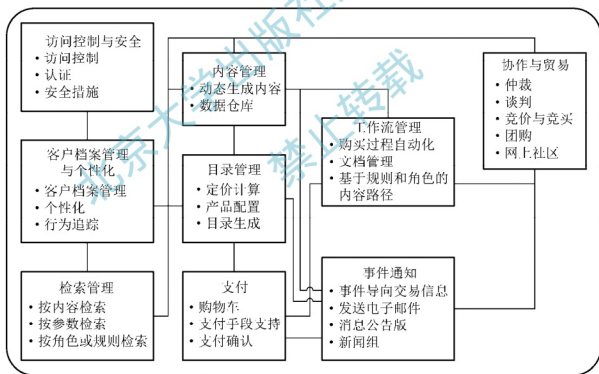 访问控制与安全
• 访问控制
• 认证
• 安全措施
客户档案管理
与个性化
• 客户档案管理
• 个性化
• 行为追踪
检索管理
• 按内容检索
• 按参数检索
• 按角色或规则检索
内容管理
• 动态生成内容
• 数据仓库
目录管理
• 定价计算
• 产品配置
• 目录生成
支付
• 购物车
• 支付手段支持
• 支付确认
工作流管理
• 购买过程自动化
• 文档管理
• 基于规则和角色的
内容路径
事件通知
• 事件导向交易信息
• 发送电子邮件
• 消息公告版
• 新闻组
协作与贸易
• 仲裁
• 谈判
• 竞价与竞买
• 团购
• 网上社区
北京大学出版社
禁止转载